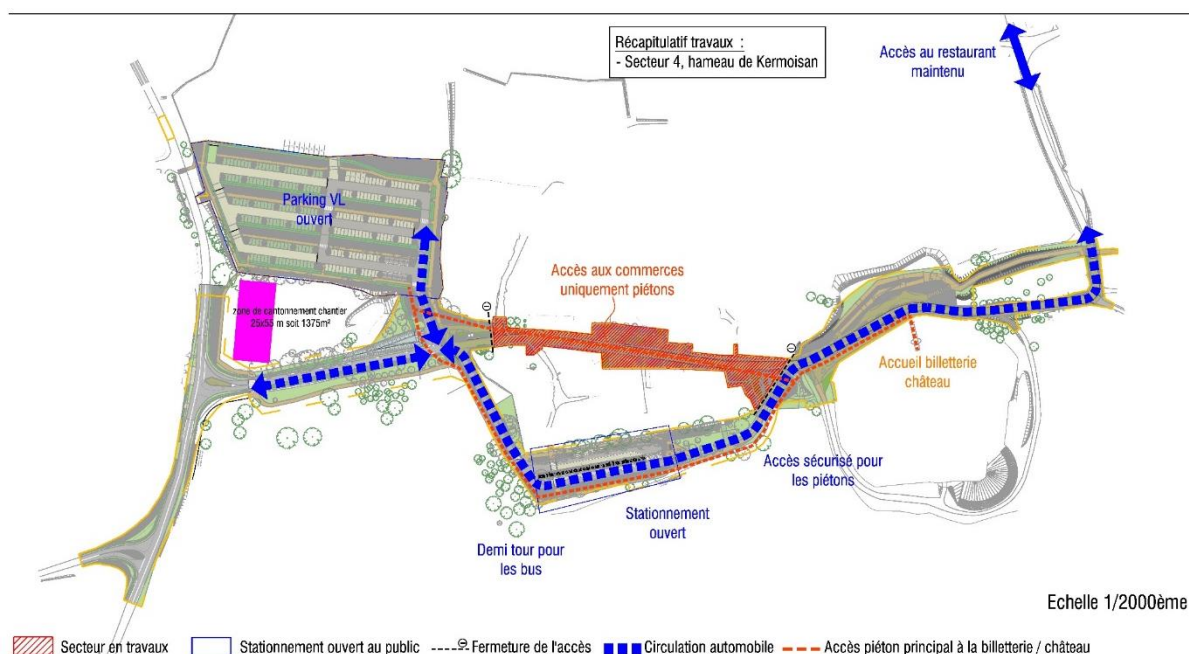 Récapitulatif travaux :
- Secteur 4, hameau de Kermoisan
Accès au restaurant
maintenu
Parking VL
ouvert
Accès aux commerces
uniquement piétons
zone de cantonnement chantier
25x55 m soit 1375m²
Accueil billetterie
château
Accès sécurisé pour
les piétons
Stationnement
ouvert
Demi tour pour
les bus
Echelle 1/2000ème
Secteur en travaux
Stationnement ouvert au public
Fermeture de l'accès
Circulation automobile
Accès piéton principal à la billetterie / château